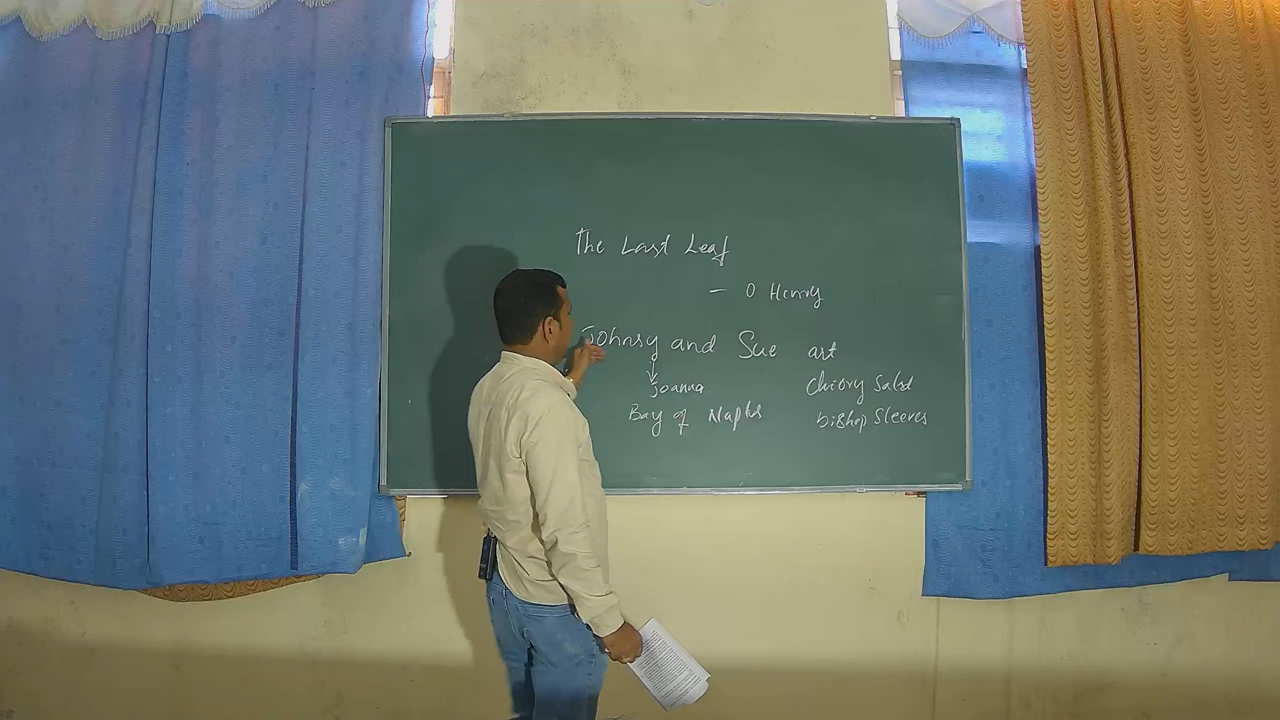 The Last Leaf
— O Henry
Johnsy and Sue art
↓
Joanna
Chicory Salad
Bay of Naples
bishop Sleeves